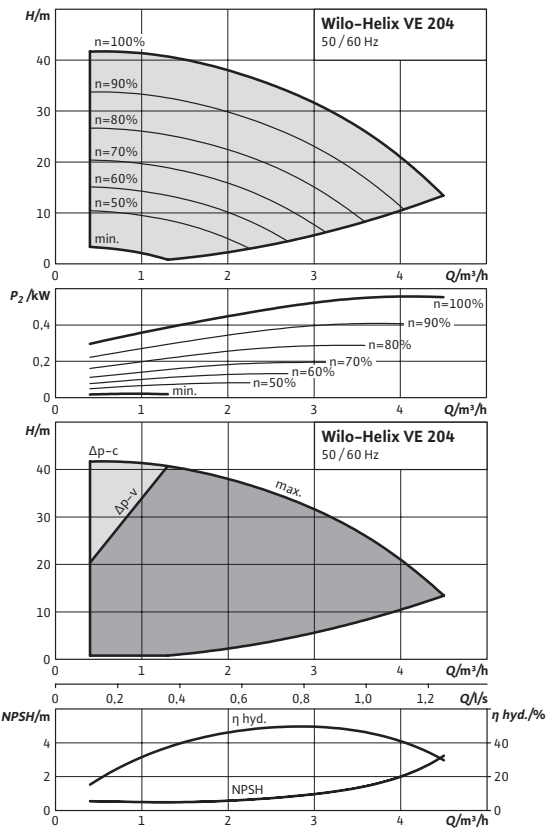 H/m
Wilo-Helix VE 204
50 / 60 Hz
n=100%
40
n=90%
30
n=80%
20
n=70%
n=60%
10
n=50%
min.
0
0 1 2 3 4 Q/m³/h
P₂ /kW
n=100%
0,4
n=90%
n=80%
0,2
n=70%
n=60%
n=50%
min.
0
0 1 2 3 4 Q/m³/h
H/m
Wilo-Helix VE 204
50 / 60 Hz
Δp-c
40
Δp-v
max.
30
20
10
0
0 1 2 3 4 Q/m³/h
0 0,2 0,4 0,6 0,8 1,0 1,2 Q/l/s
NPSH/m
η hyd./%
η hyd.
4 40
2 20
NPSH
0 0
0 1 2 3 4 Q/m³/h